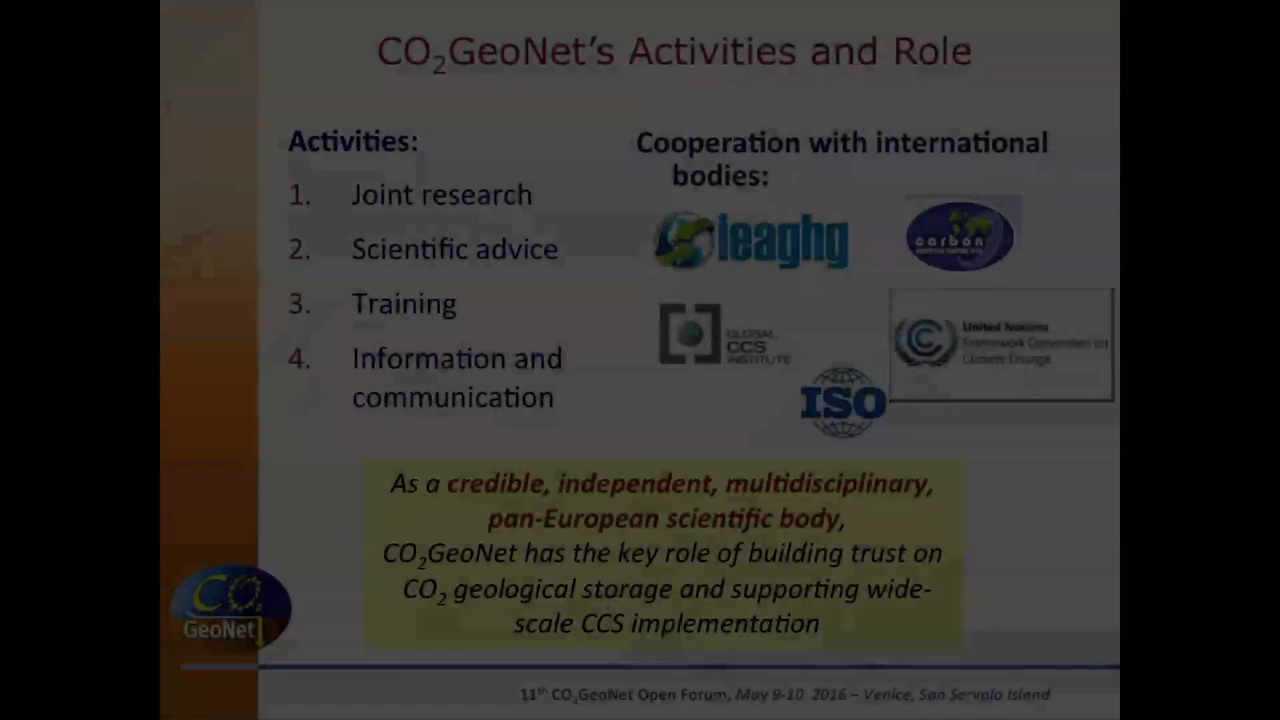 CO₂GeoNet's Activities and Role
Activities:
1. Joint research
2. Scientific advice
3. Training
4. Information and
communication
Cooperation with international
bodies:
ieaghg
carbon
GLOBAL
CCS
INSTITUTE
United Nations
Framework Convention on
Climate Change
ISO
As a credible, independent, multidisciplinary,
pan-European scientific body,
CO₂GeoNet has the key role of building trust on
CO₂ geological storage and supporting wide-
scale CCS implementation
CO₂
GeoNet
11th CO₂GeoNet Open Forum, May 9-10 2016 – Venice, San Servolo Island